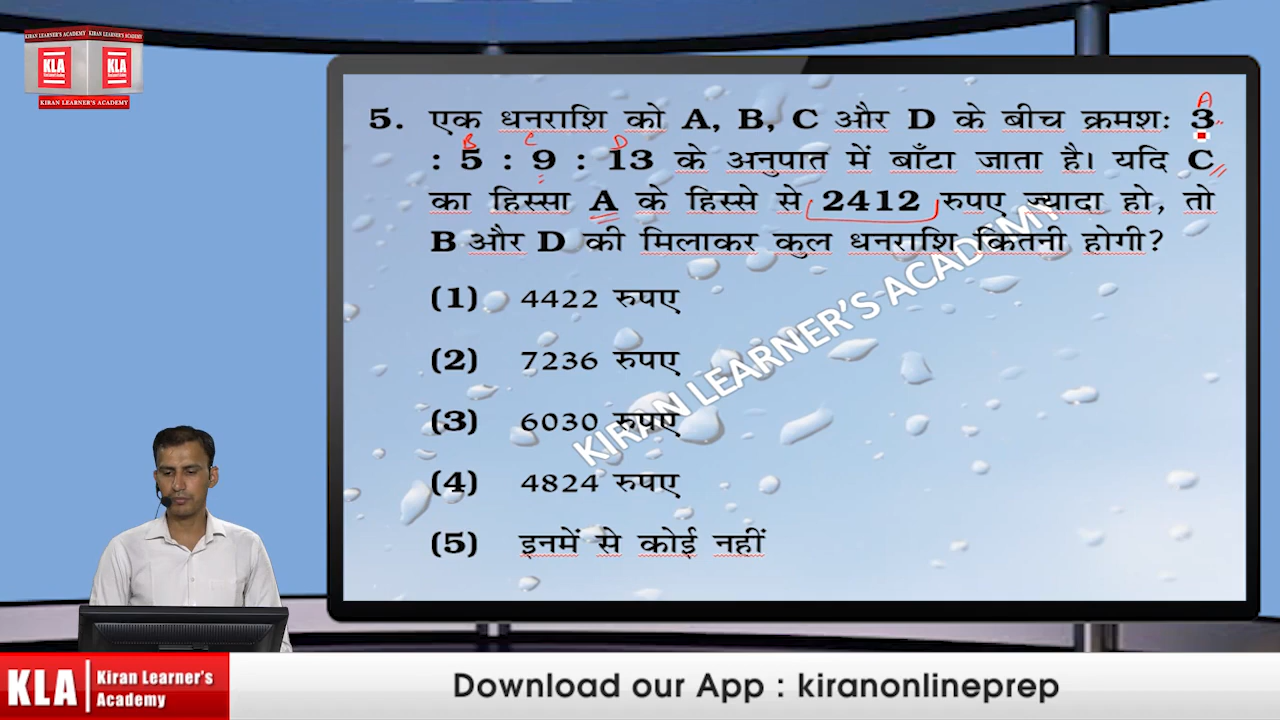 KIRAN LEARNER'S ACADEMY KIRAN LEARNER'S ACADEMY
KLA KLA
KIRAN LEARNER'S ACADEMY
A
5. एक धनराशि को A, B, C और D के बीच क्रमशः 3
B C D
: 5 : 9 : 13 के अनुपात में बाँटा जाता है। यदि C
का हिस्सा A के हिस्से से 2412 रुपए ज्यादा हो, तो
B और D की मिलाकर कुल धनराशि कितनी होगी?
(1) 4422 रुपए
(2) 7236 रुपए
(3) 6030 रुपए
(4) 4824 रुपए
(5) इनमें से कोई नहीं
KIRAN LEARNER'S ACADEMY
KLA Kiran Learner's
Academy
Download our App : kiranonlineprep